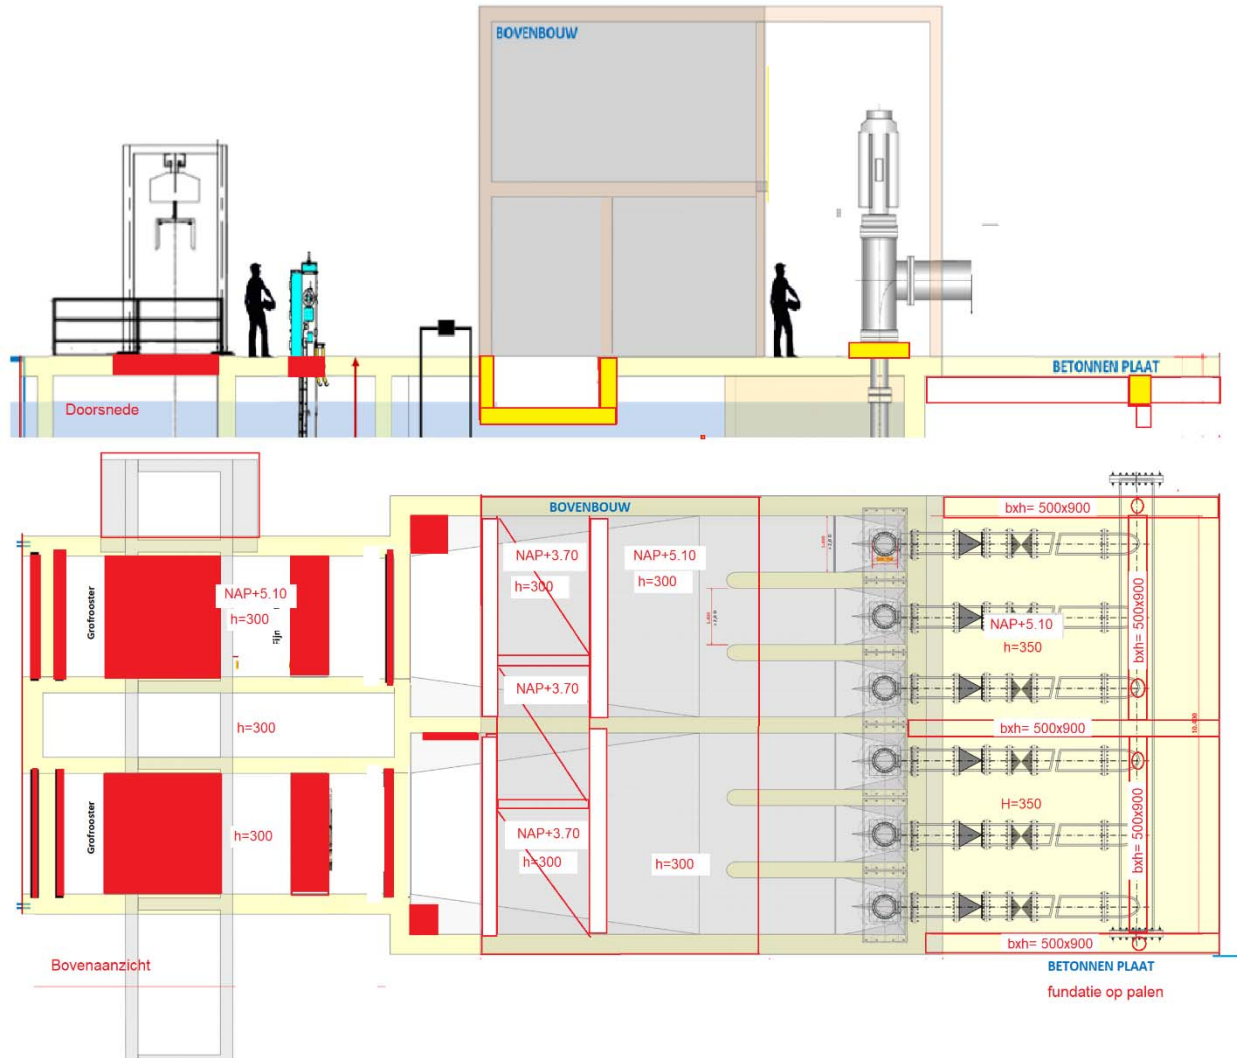 BOVENBOUW
BETONNEN PLAAT
Doorsnede
BOVENBOUW
bxh= 500x900
NAP+3.70
h=300
NAP+5.10
h=300
Grofrooster
NAP+5.10
h=300
Fijn
bxh= 500x900
NAP+5.10
h=350
NAP+3.70
h=300
bxh= 500x900
Grofrooster
h=300
NAP+3.70
h=300
h=300
H=350
bxh= 500x900
bxh= 500x900
Bovenaanzicht
BETONNEN PLAAT
fundatie op palen